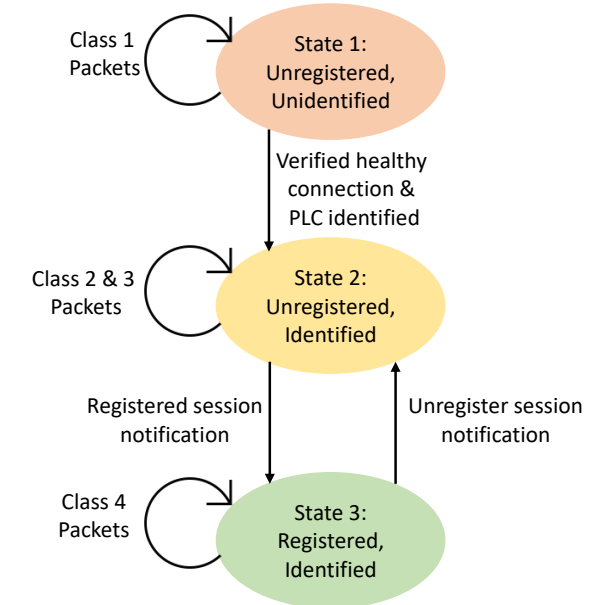 Class 1
Packets
State 1:
Unregistered,
Unidentified
Verified healthy
connection &
PLC identified
Class 2 & 3
Packets
State 2:
Unregistered,
Identified
Registered session
notification
Unregister session
notification
Class 4
Packets
State 3:
Registered,
Identified